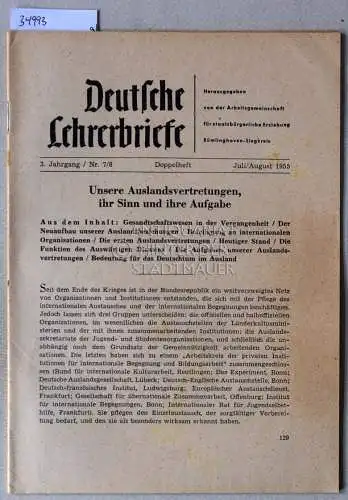 34993
Deutsche
Lehrerbriefe
Herausgegeben
von der Arbeitsgemeinschaft
für staatsbürgerliche Erziehung
Rimlinghoven-Siegkreis
3. Jahrgang / Nr. 7/8 Doppelheft Juli/August 1955
Unsere Auslandsvertretungen,
ihr Sinn und ihre Aufgabe
Aus dem Inhalt: Gesandtschaftswesen in der Vergangenheit / Der
Neuaufbau unserer Auslandsbeziehungen / Beteiligung an internationalen
Organisationen / Die ersten Auslandsvertretungen / Heutiger Stand / Die
Funktion des Auswärtigen Dienstes / Die Aufgaben unserer Auslands-
vertretungen / Bedeutung für das Deutschtum im Ausland
STADTMAUER
Seit dem Ende des Krieges ist in der Bundesrepublik ein weitverzweigtes Netz
von Organisationen und Institutionen entstanden, die sich mit der Pflege des
internationalen Austausches und der internationalen Begegnungen beschäftigen.
Jedoch lassen sich drei Gruppen unterscheiden: die offiziellen und halboffiziellen
Organisationen, im wesentlichen die Austauschstellen der Länderkultusministe-
rien und der mit ihnen zusammenarbeitenden Institutionen; die Auslands-
sekretariate der Jugend- und Studentenorganisationen, und schließlich die un-
abhängig nach dem Grundsatz der Gemeinnützigkeit arbeitenden Organi-
sationen. Die letzten haben sich zu einem „Arbeitskreis der privaten Institu-
tionen für internationale Begegnung und Bildungsarbeit" zusammengeschlos-
sen (Bund für internationale Kulturarbeit, Reutlingen; Das Experiment, Bonn;
Deutsche Auslandsgesellschaft, Lübeck; Deutsch-Englische Austauschstelle, Bonn;
Deutsch-französisches Institut, Ludwigsburg; Europäischer Austauschdienst,
Frankfurt; Gesellschaft für übernationale Zusammenarbeit, Offenburg; Institut
für internationale Begegnungen, Bonn; Internationaler Rat für Jugendselbst-
hilfe, Frankfurt). Sie pflegen den Einzelaustausch, der sorgfältiger Vorberei-
tung bedarf, und den sie als besonders wirksam erkannt haben.
129